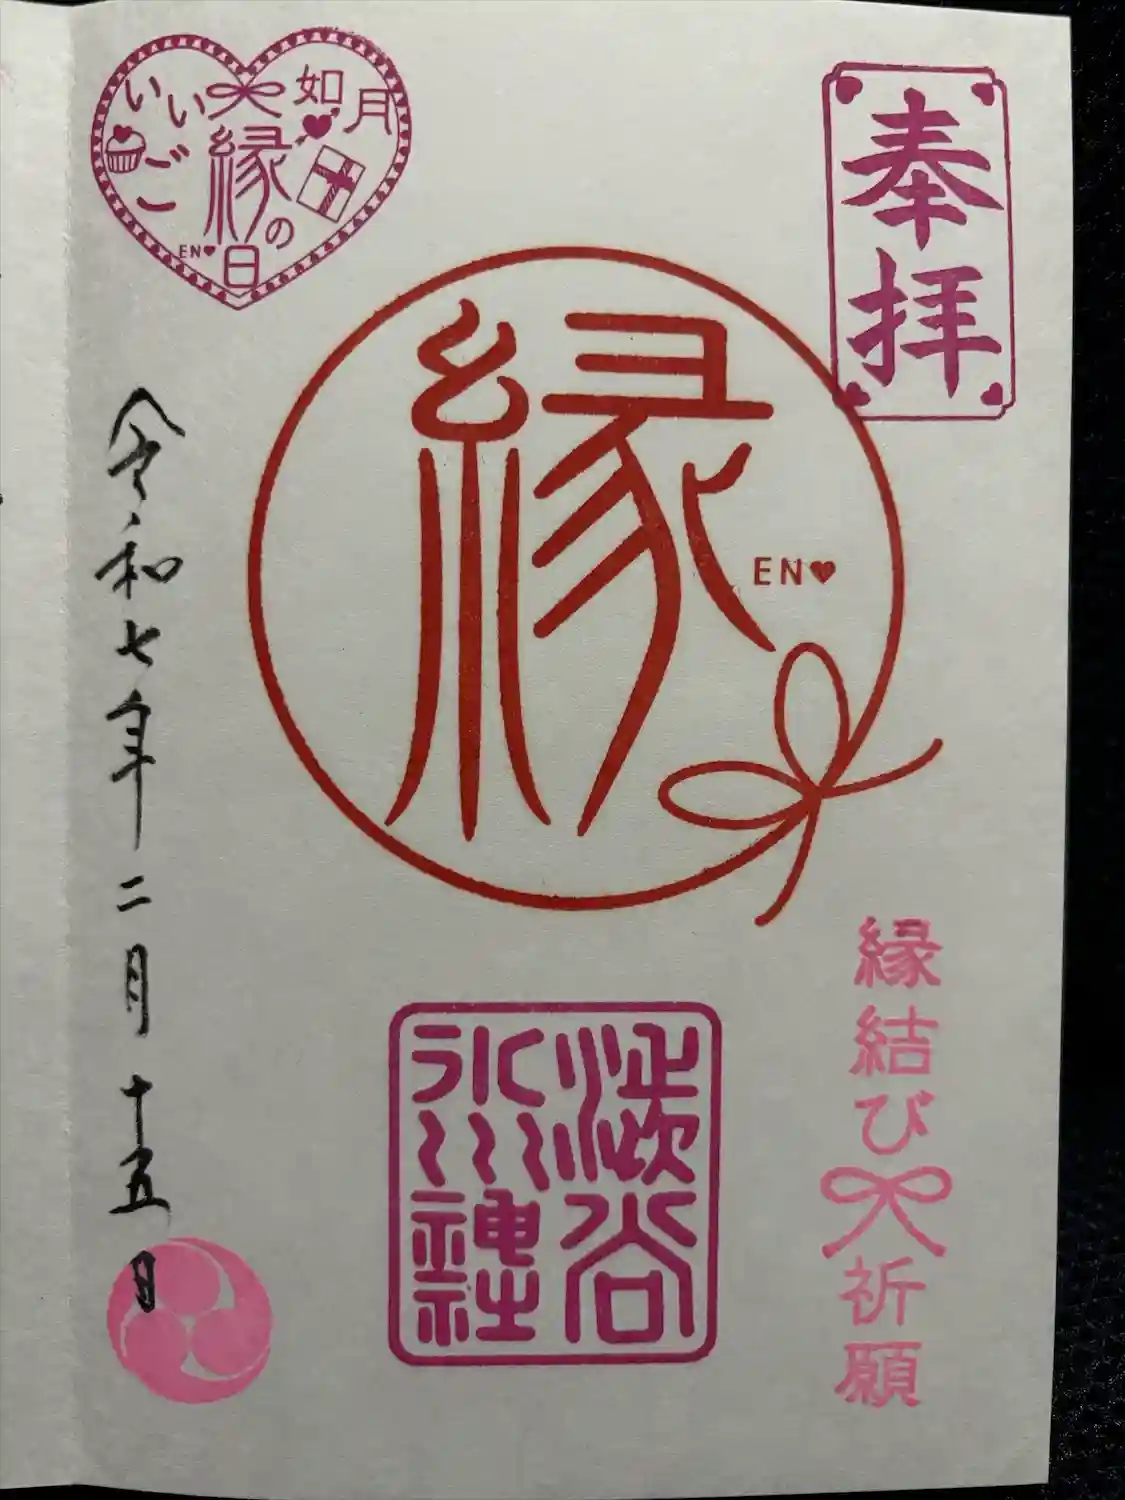 奉拝
縁結び
祈願
縁
EN♥
渋谷
氷川
神社
如月
いいご
縁の日
EN♥
令和七年二月十五日